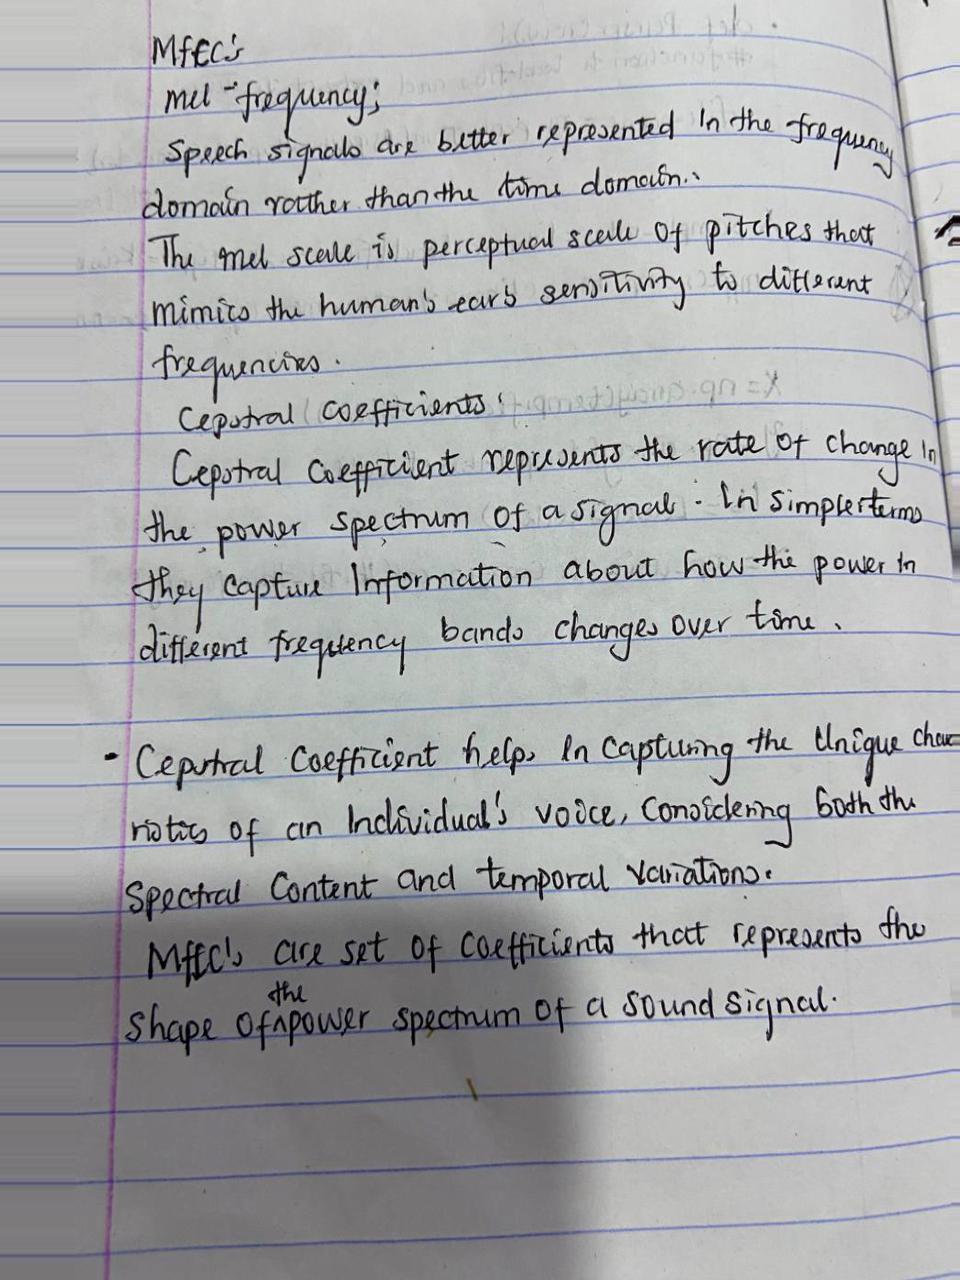 MFCC's
mel-frequency;
Speech signals are better represented in the frequency
domain rather than the time domain.
The mel scale is perceptual scale of pitches that
mimics the human's ear's sensitivity to different
frequencies.
Cepstral Coefficients:
Cepstral Coefficient represents the rate of change in
the power spectrum of a signal. In simpler terms
they capture Information about how the power in
different frequency bands changes over time.
• Cepstral Coefficient helps In Capturing the Unique charac
ristics of an Individual's voice, Considering both the
Spectral Content and temporal Variations.
MFCC's are set of Coefficients that represents the
shape of the power spectrum of a sound signal.